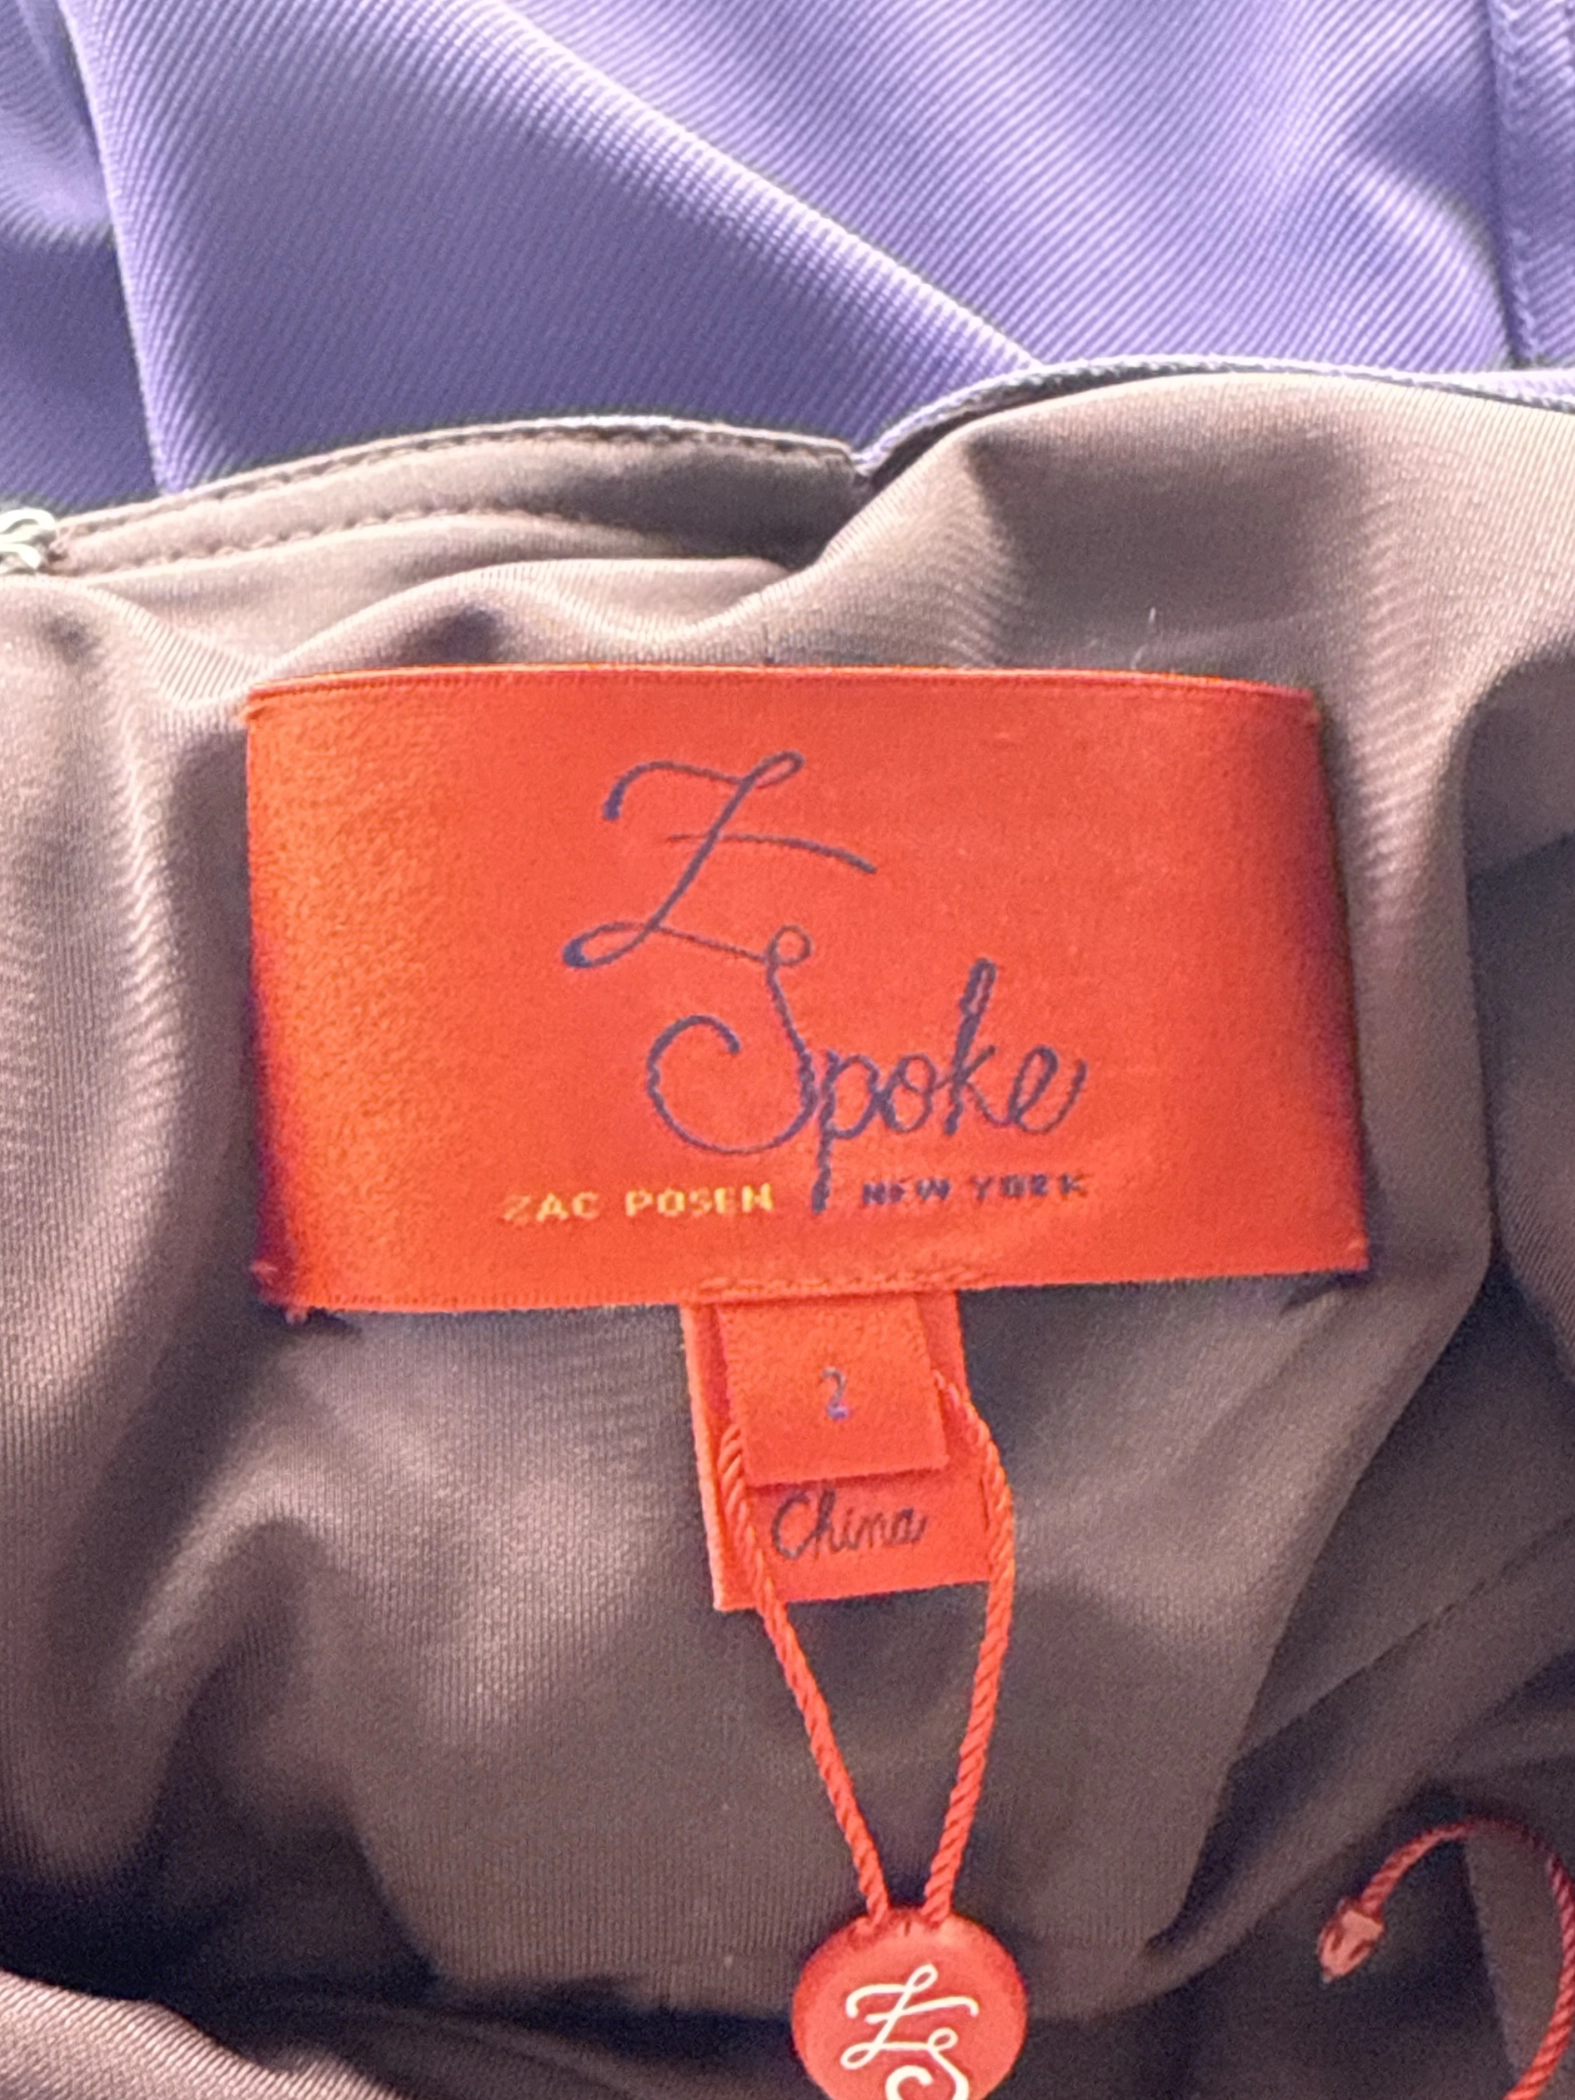 Z
Spoke
ZAC POSEN NEW YORK
2
China
ZS